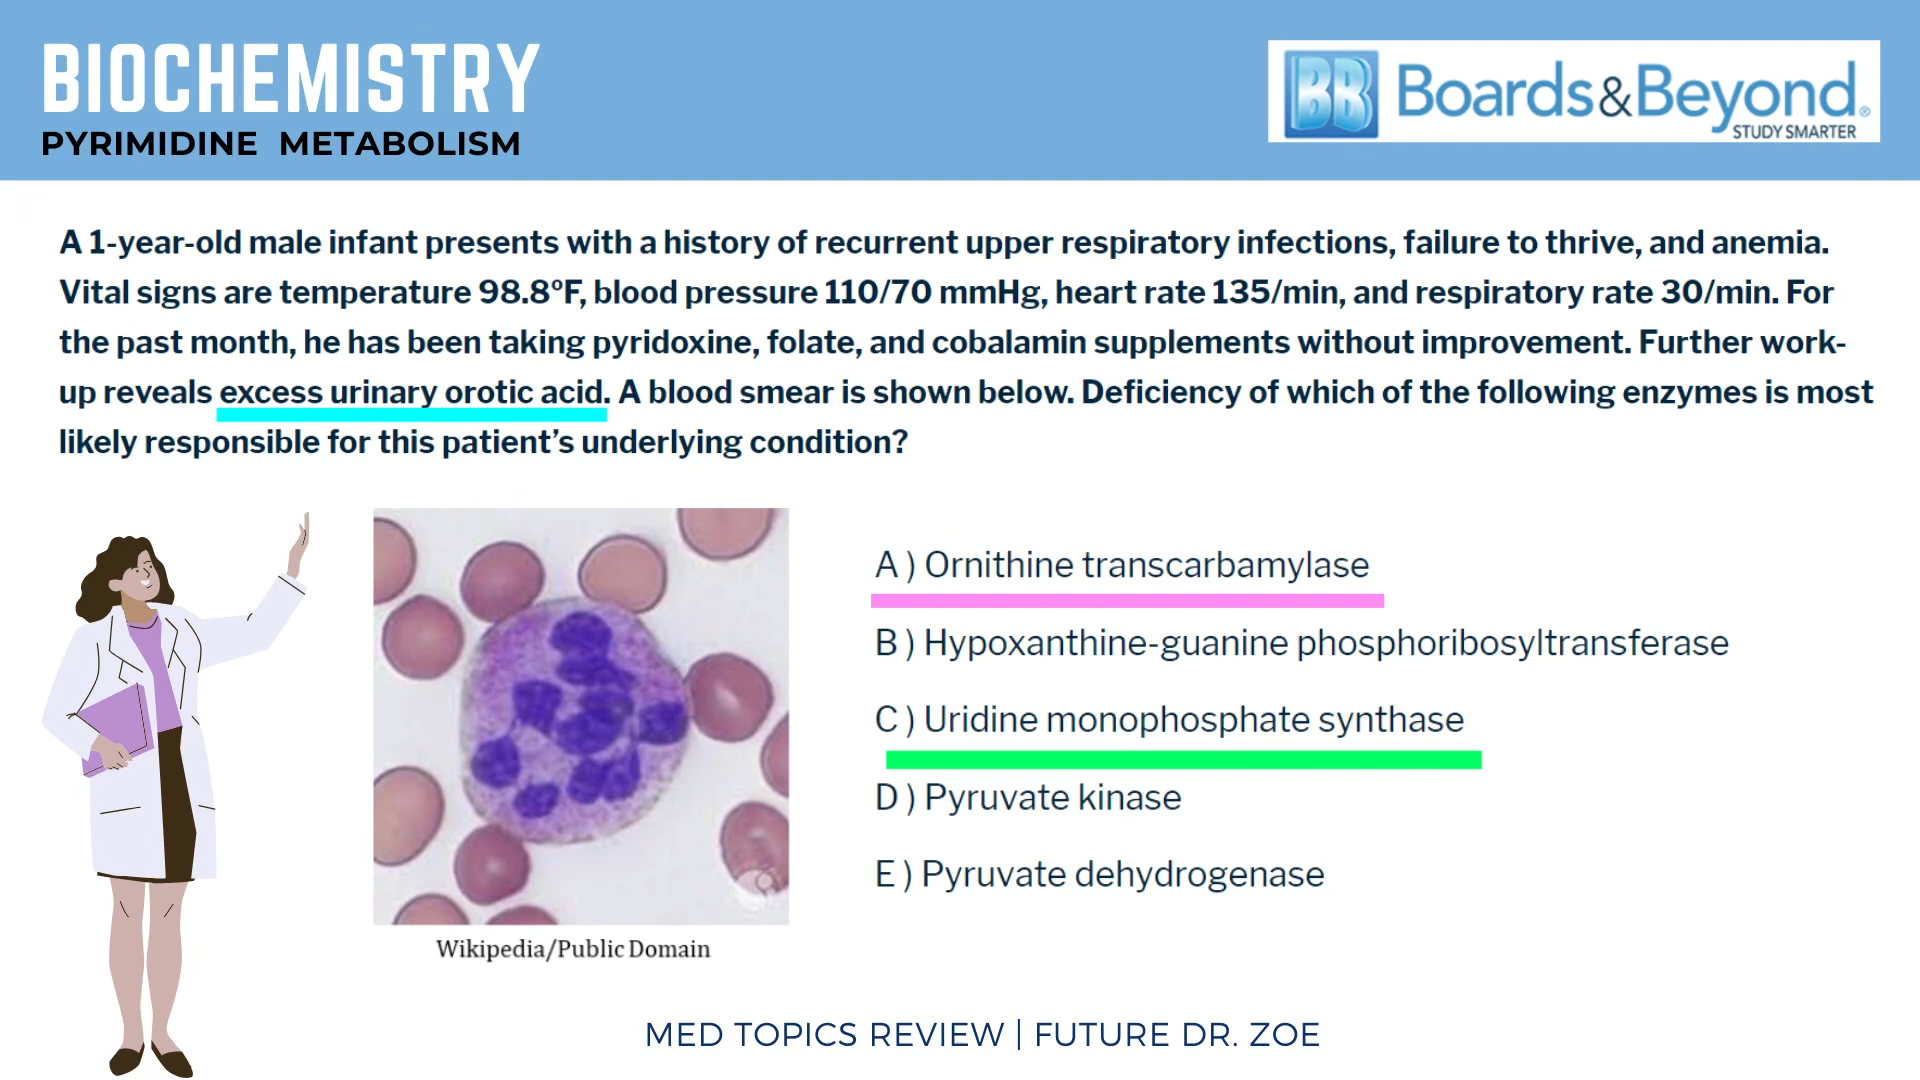 BIOCHEMISTRY
PYRIMIDINE METABOLISM
BB Boards&Beyond®
STUDY SMARTER
A 1-year-old male infant presents with a history of recurrent upper respiratory infections, failure to thrive, and anemia.
Vital signs are temperature 98.8°F, blood pressure 110/70 mmHg, heart rate 135/min, and respiratory rate 30/min. For
the past month, he has been taking pyridoxine, folate, and cobalamin supplements without improvement. Further work-
up reveals excess urinary orotic acid. A blood smear is shown below. Deficiency of which of the following enzymes is most
likely responsible for this patient’s underlying condition?
A ) Ornithine transcarbamylase
B ) Hypoxanthine-guanine phosphoribosyltransferase
C ) Uridine monophosphate synthase
D ) Pyruvate kinase
E ) Pyruvate dehydrogenase
Wikipedia/Public Domain
MED TOPICS REVIEW | FUTURE DR. ZOE